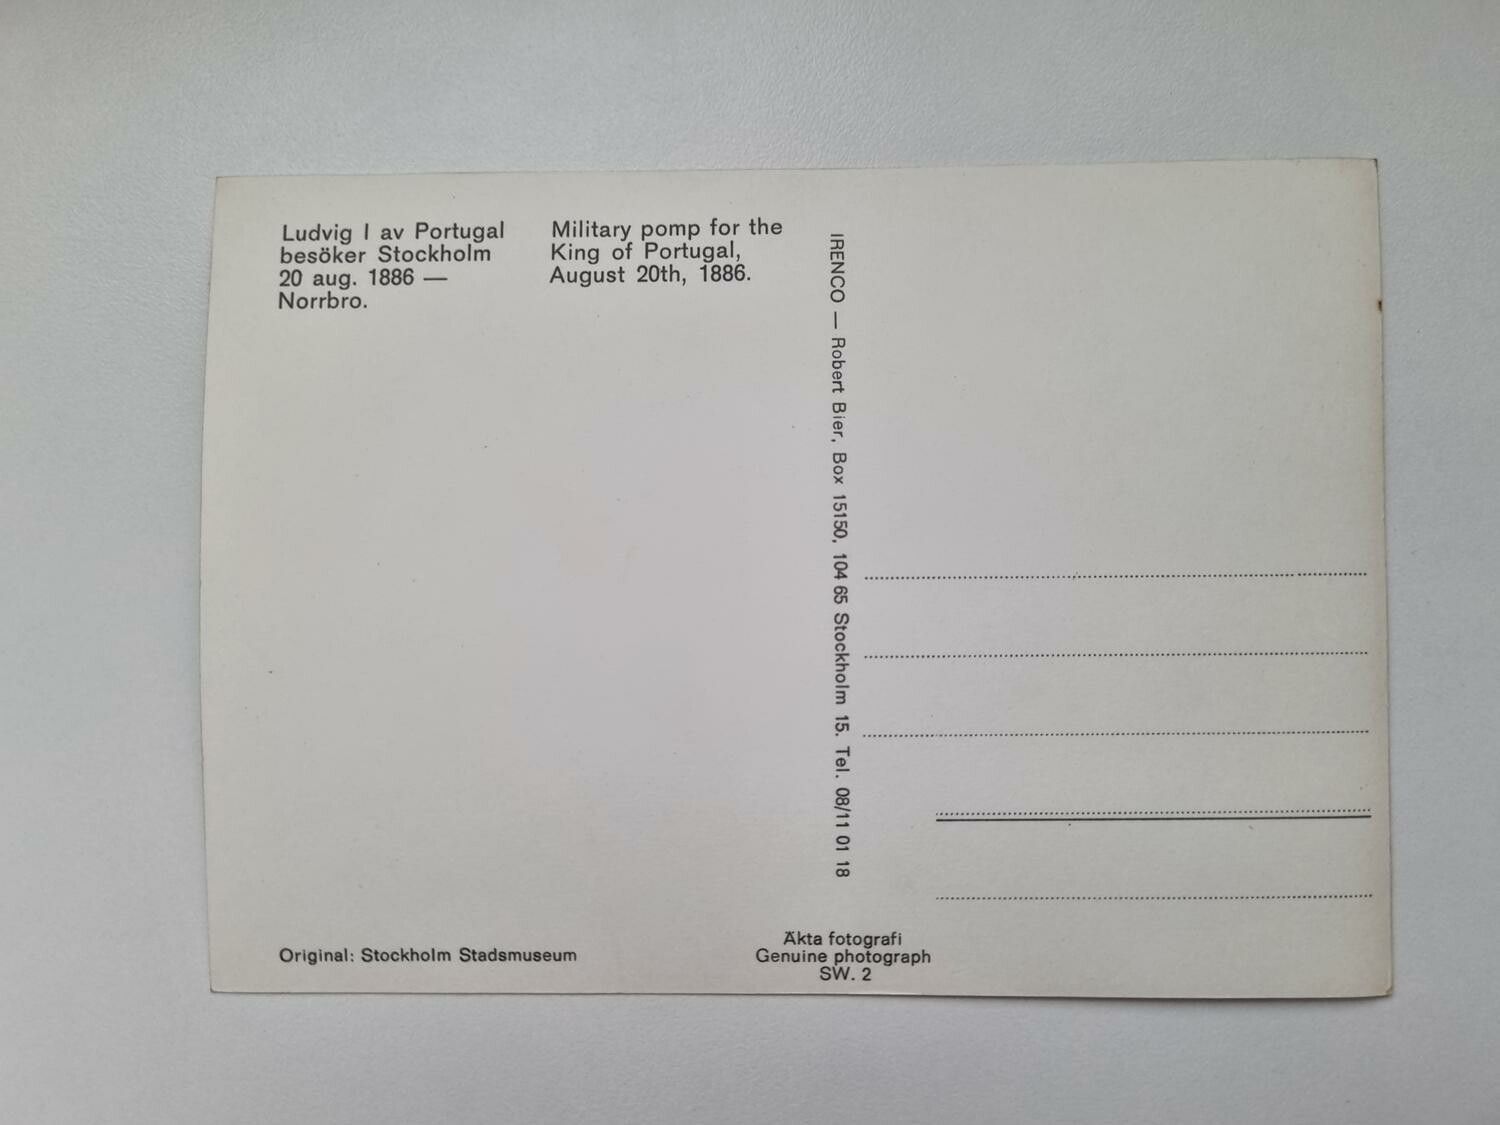 Ludvig I av Portugal
besöker Stockholm
20 aug. 1886 —
Norrbro.
Military pomp for the
King of Portugal,
August 20th, 1886.
IRENCO — Robert Bier, Box 15150, 104 65 Stockholm 15. Tel. 08/11 01 18
Original: Stockholm Stadsmuseum
Äkta fotografi
Genuine photograph
SW. 2